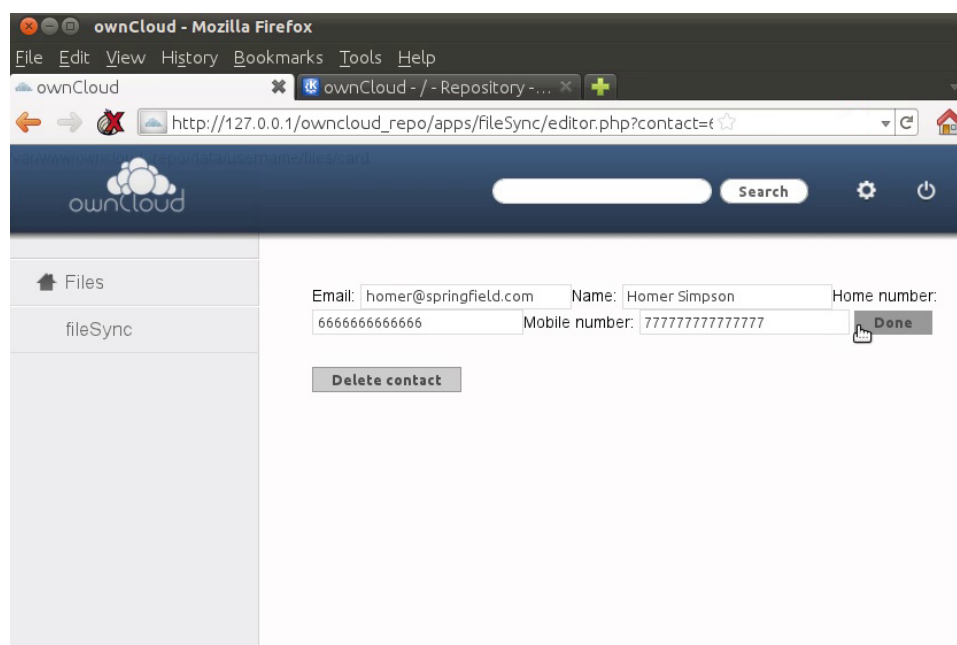 ownCloud - Mozilla Firefox
File Edit View History Bookmarks Tools Help
ownCloud ownCloud - / - Repository -...
http://127.0.0.1/owncloud_repo/apps/fileSync/editor.php?contact=6
ownCloud
Search
Files
fileSync
Email: homer@springfield.com Name: Homer Simpson Home number:
6666666666666 Mobile number: 777777777777777 Done
Delete contact